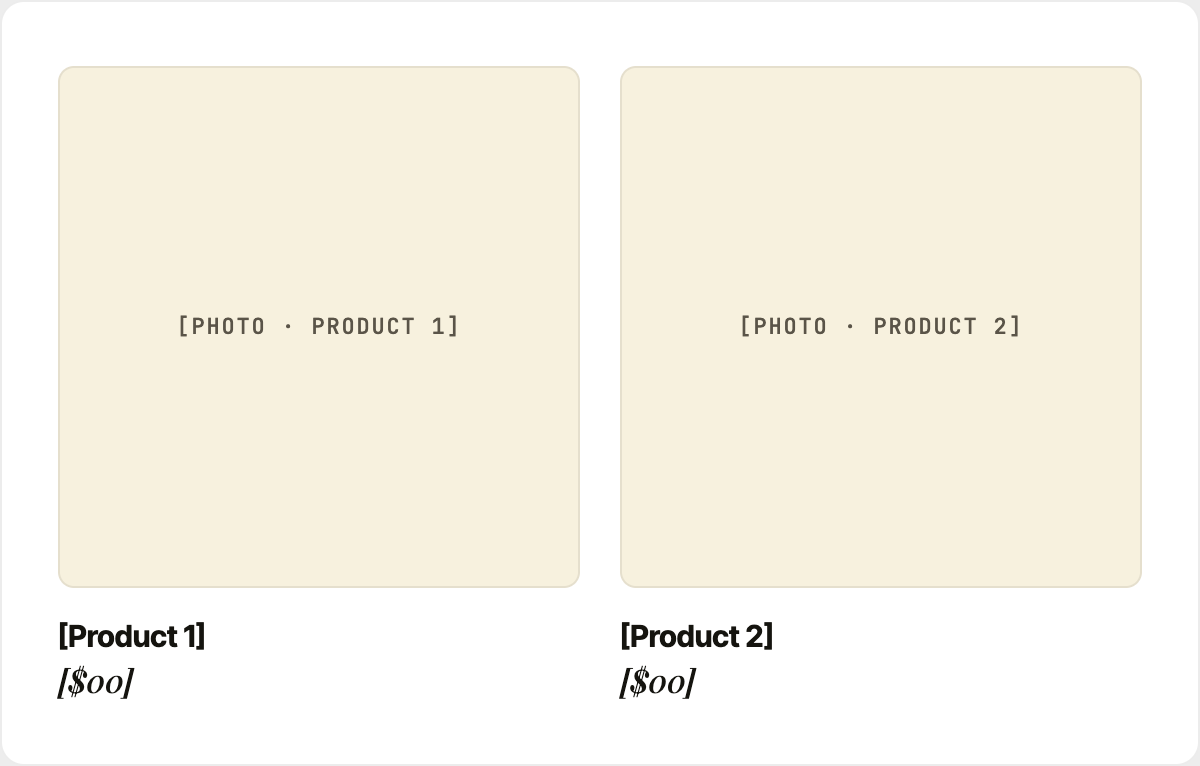 [PHOTO · PRODUCT 1]
[PHOTO · PRODUCT 2]
[Product 1]
[$00]
[Product 2]
[$00]